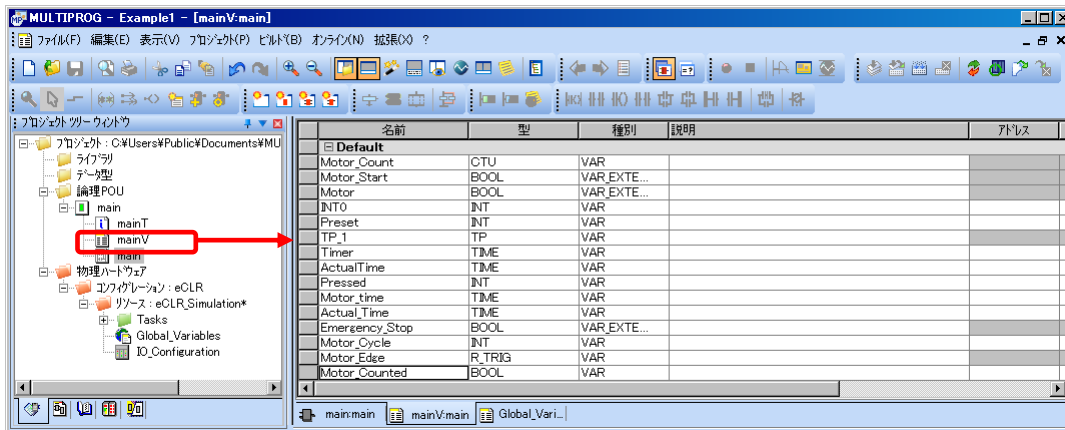 MULTIPROG - Example1 - [mainV:main]
ファイル(F) 編集(E) 表示(V) プロジェクト(P) ビルド(B) オンライン(N) 拡張(X) ?
プロジェクト ツリー ウィンドウ
プロジェクト : C:¥Users¥Public¥Documents¥MU
ライブラリ
データ型
論理POU
main
mainT
mainV
main
物理ハードウェア
コンフィグレーション : eCLR
リソース : eCLR_Simulation*
Tasks
Global_Variables
IO_Configuration
名前 型 種別 説明 アドレス
Default
Motor_Count CTU VAR
Motor_Start BOOL VAR_EXTE...
Motor BOOL VAR_EXTE...
INT0 INT VAR
Preset INT VAR
TP_1 TP VAR
Timer TIME VAR
ActualTime TIME VAR
Pressed INT VAR
Motor_time TIME VAR
Actual_Time TIME VAR
Emergency_Stop BOOL VAR_EXTE...
Motor_Cycle INT VAR
Motor_Edge R_TRIG VAR
Motor_Counted BOOL VAR
main:main mainV:main Global_Vari...